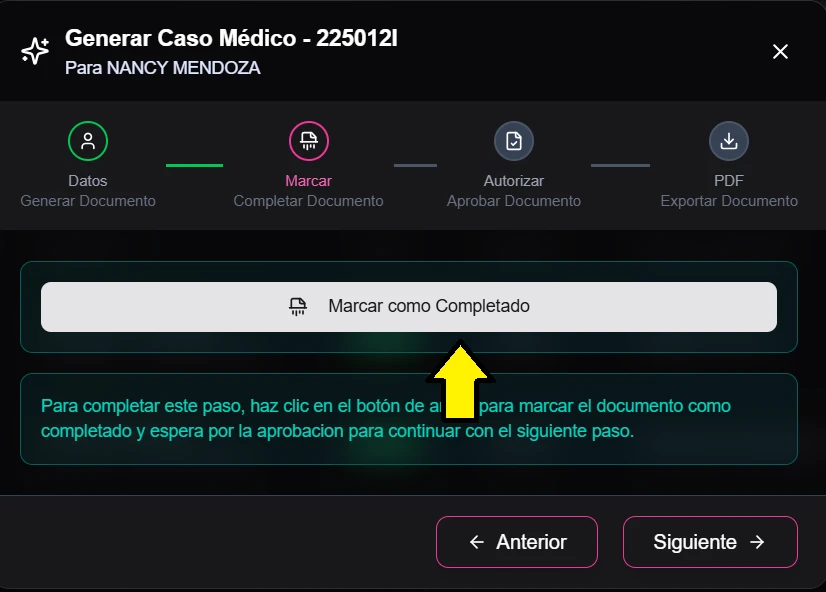 Generar Caso Médico - 225012I
Para NANCY MENDOZA
Datos
Generar Documento
Marcar
Completar Documento
Autorizar
Aprobar Documento
PDF
Exportar Documento
Marcar como Completado
Para completar este paso, haz clic en el botón de para marcar el documento como
completado y espera por la aprobacion para continuar con el siguiente paso.
← Anterior
Siguiente →